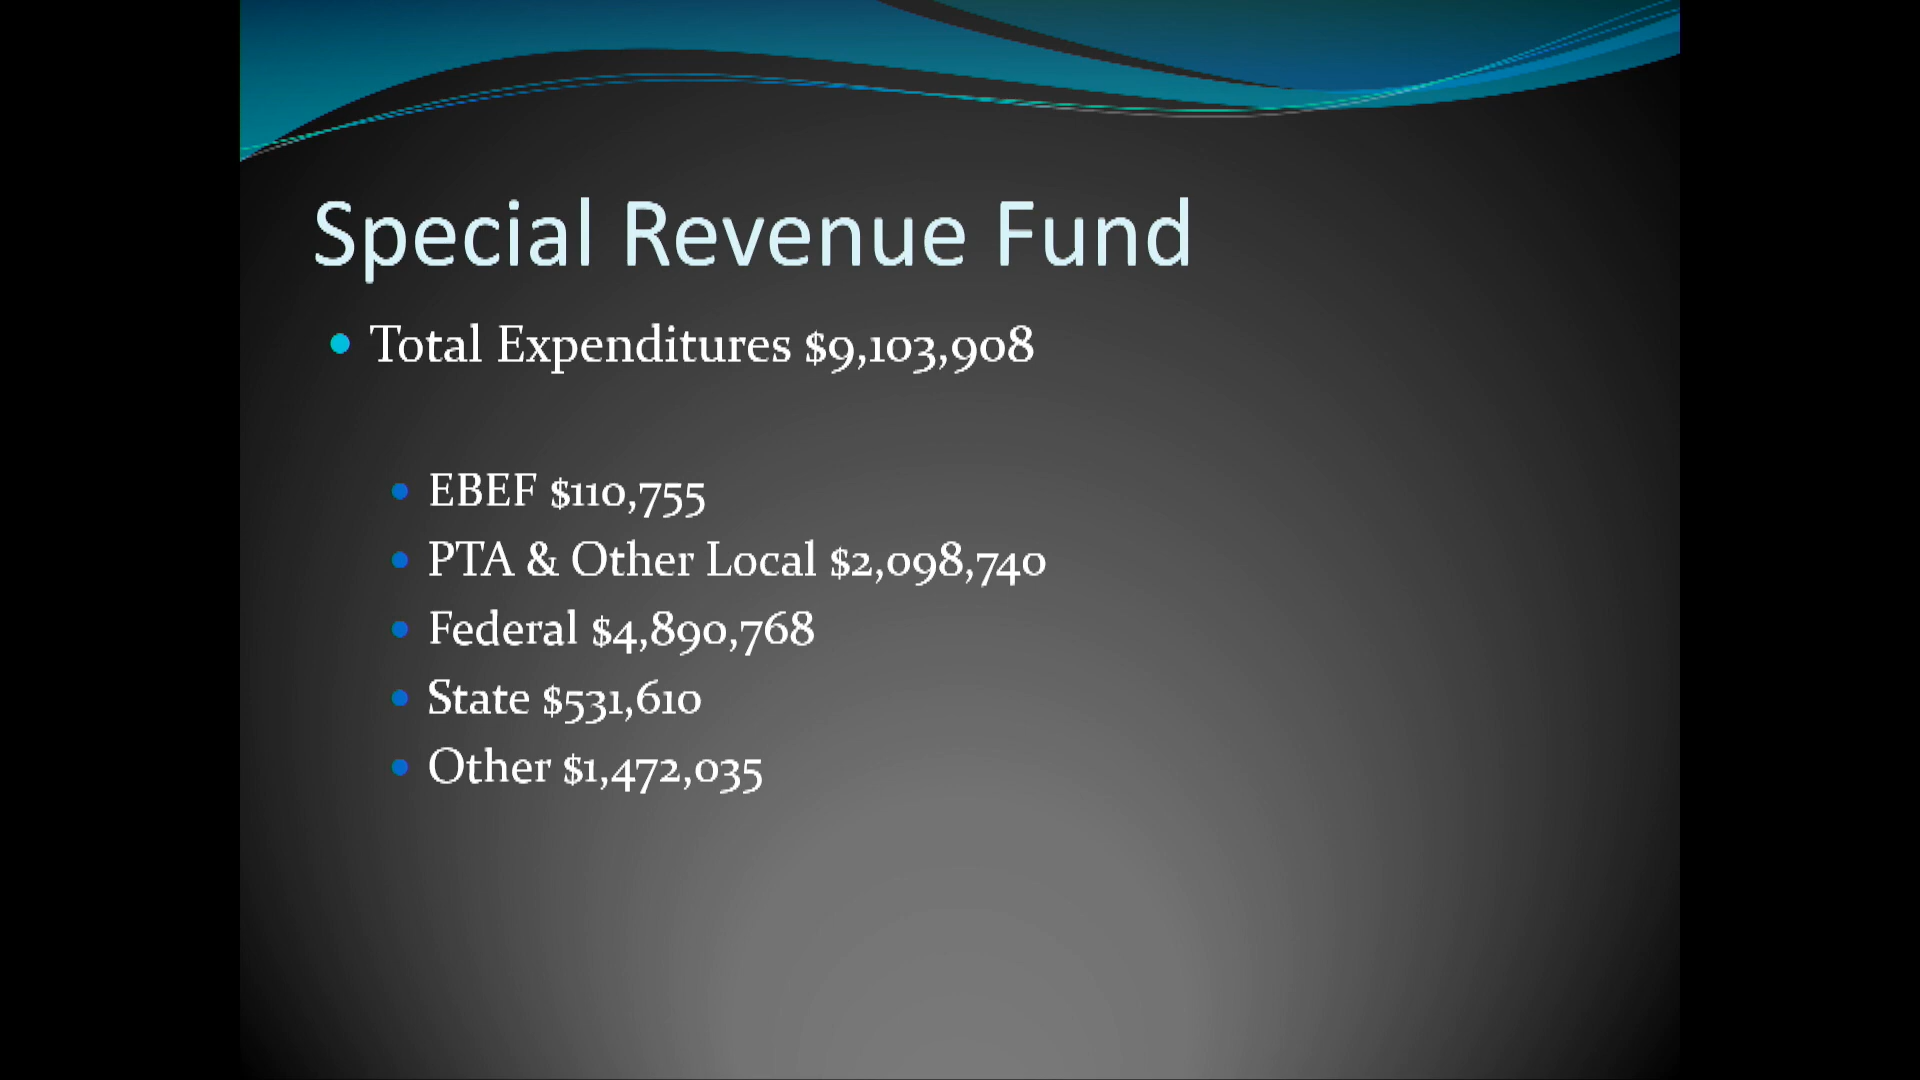 Special Revenue Fund
Total Expenditures $9,103,908
EBEF $110,755
PTA & Other Local $2,098,740
Federal $4,890,768
State $531,610
Other $1,472,035